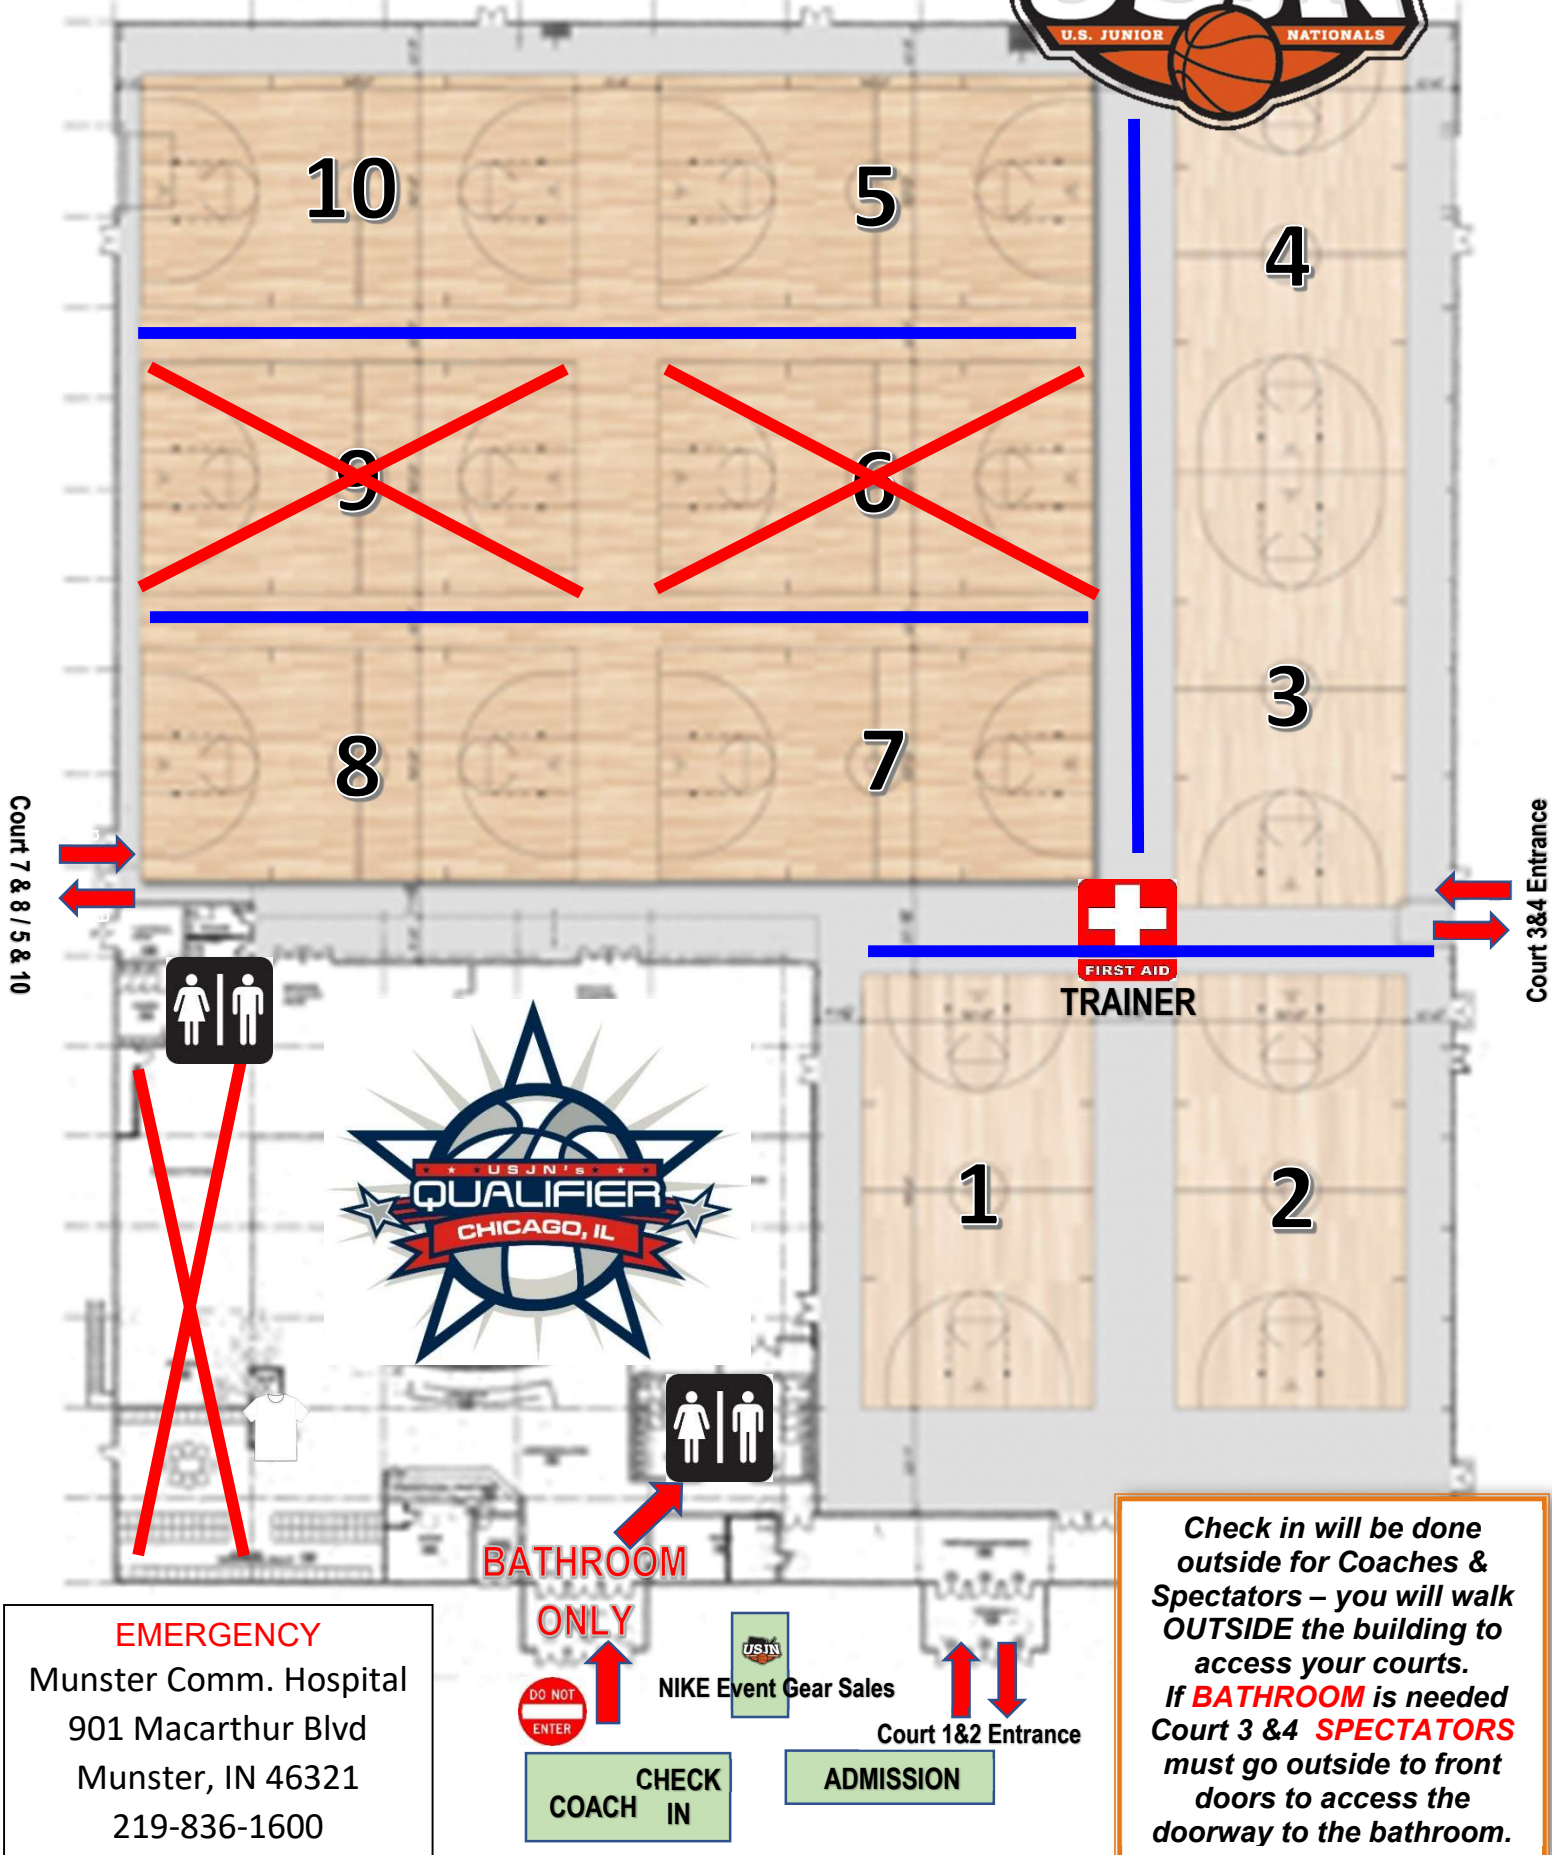 USJN
U.S. JUNIOR NATIONALS
10
5
4
9
6
3
8
7
Court 7 & 8 / 5 & 10
Court 3&4 Entrance
FIRST AID
TRAINER
USJN's
QUALIFIER
CHICAGO, IL
1
2
BATHROOM
ONLY
DO NOT
ENTER
USJN
NIKE Event Gear Sales
Court 1&2 Entrance
COACH CHECK
IN
ADMISSION
EMERGENCY
Munster Comm. Hospital
901 Macarthur Blvd
Munster, IN 46321
219-836-1600
Check in will be done
outside for Coaches &
Spectators – you will walk
OUTSIDE the building to
access your courts.
If BATHROOM is needed
Court 3 &4 SPECTATORS
must go outside to front
doors to access the
doorway to the bathroom.